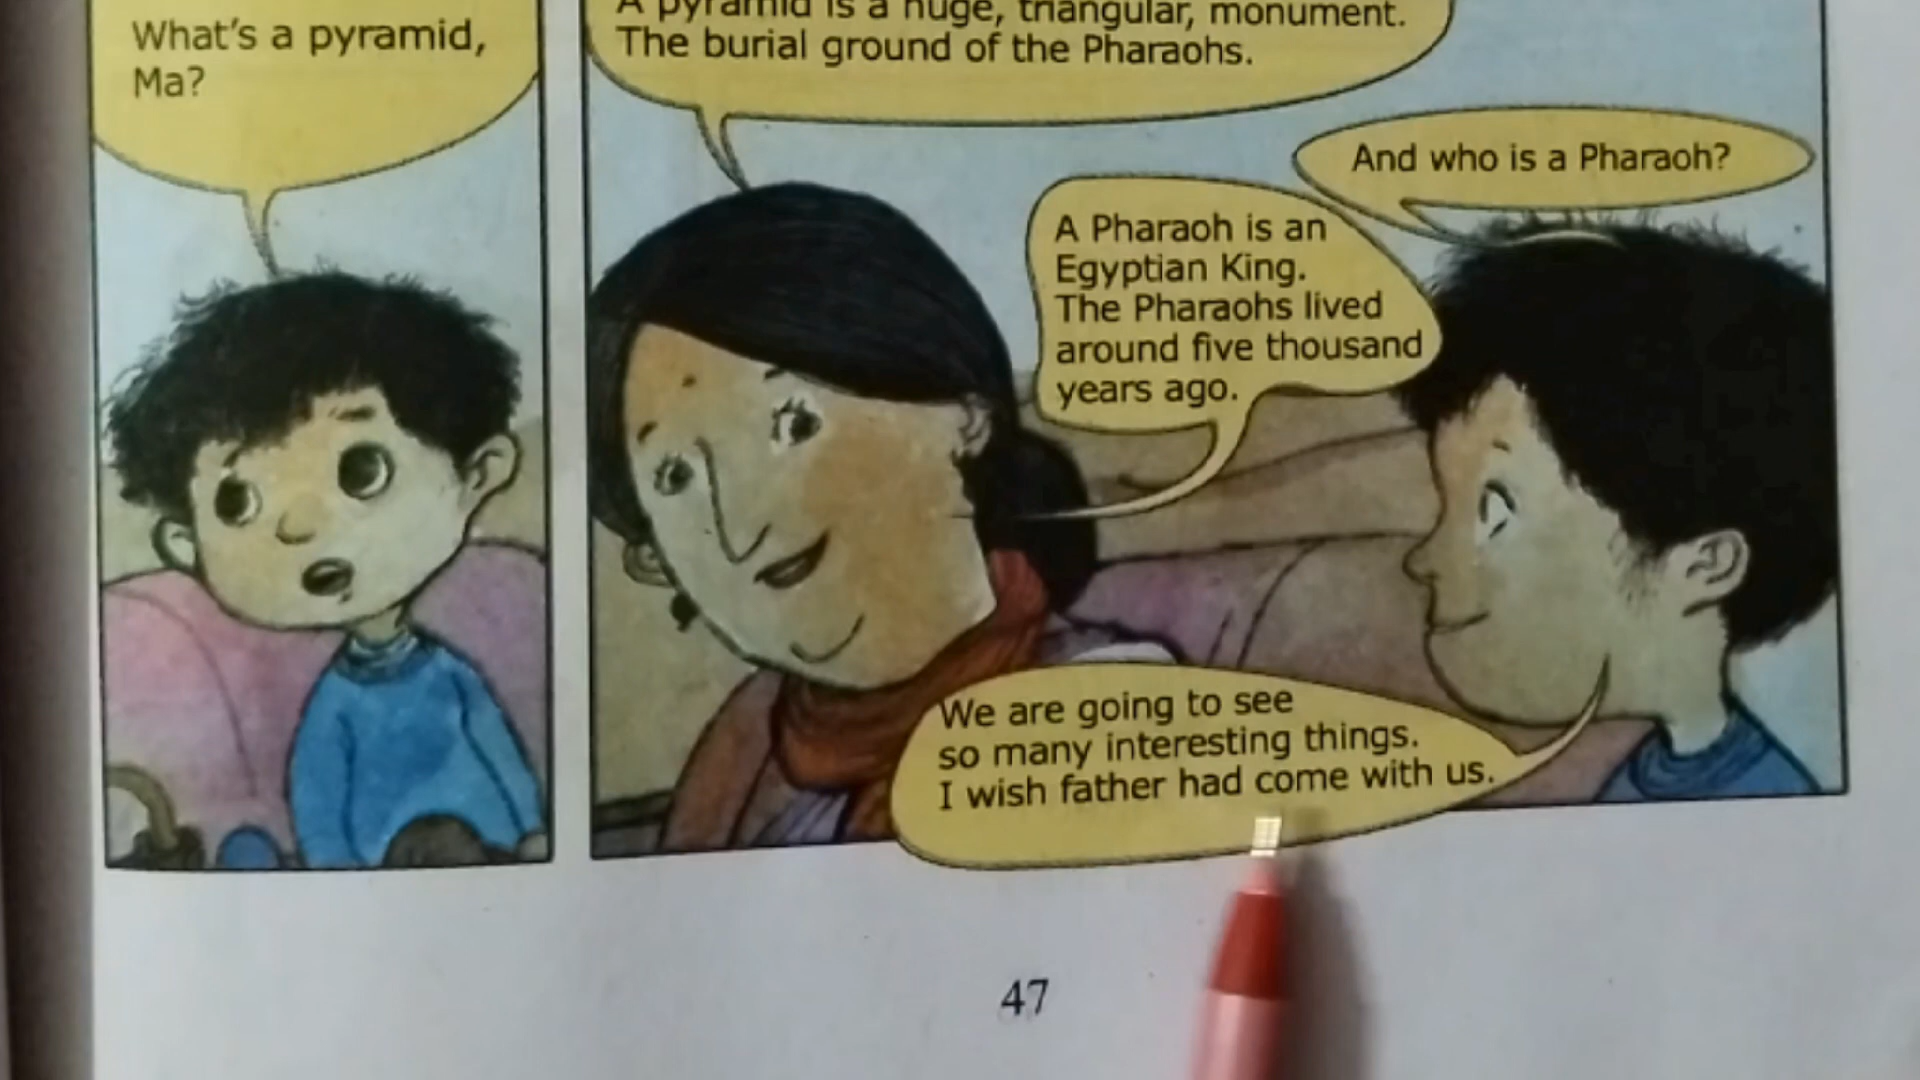 What's a pyramid,
Ma?
A pyramid is a huge, triangular, monument.
The burial ground of the Pharaohs.
And who is a Pharaoh?
A Pharaoh is an
Egyptian King.
The Pharaohs lived
around five thousand
years ago.
We are going to see
so many interesting things.
I wish father had come with us.
47